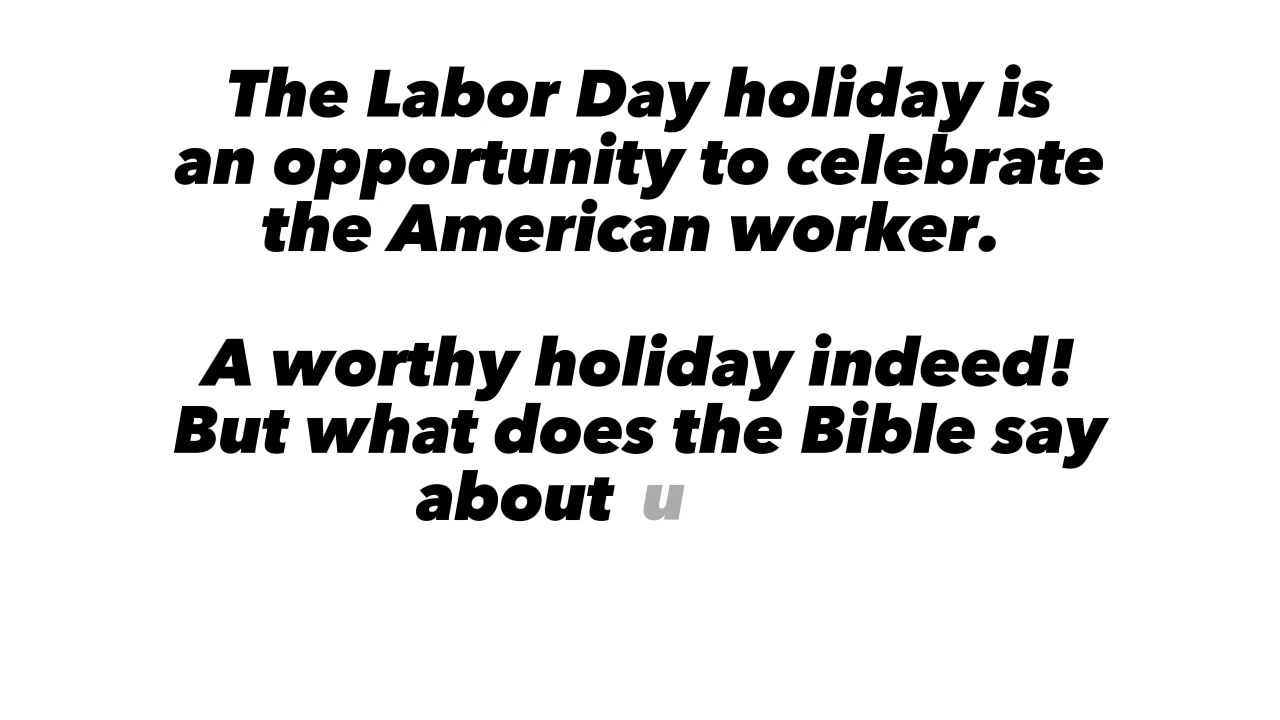 The Labor Day holiday is
an opportunity to celebrate
the American worker.
A worthy holiday indeed!
But what does the Bible say
about u